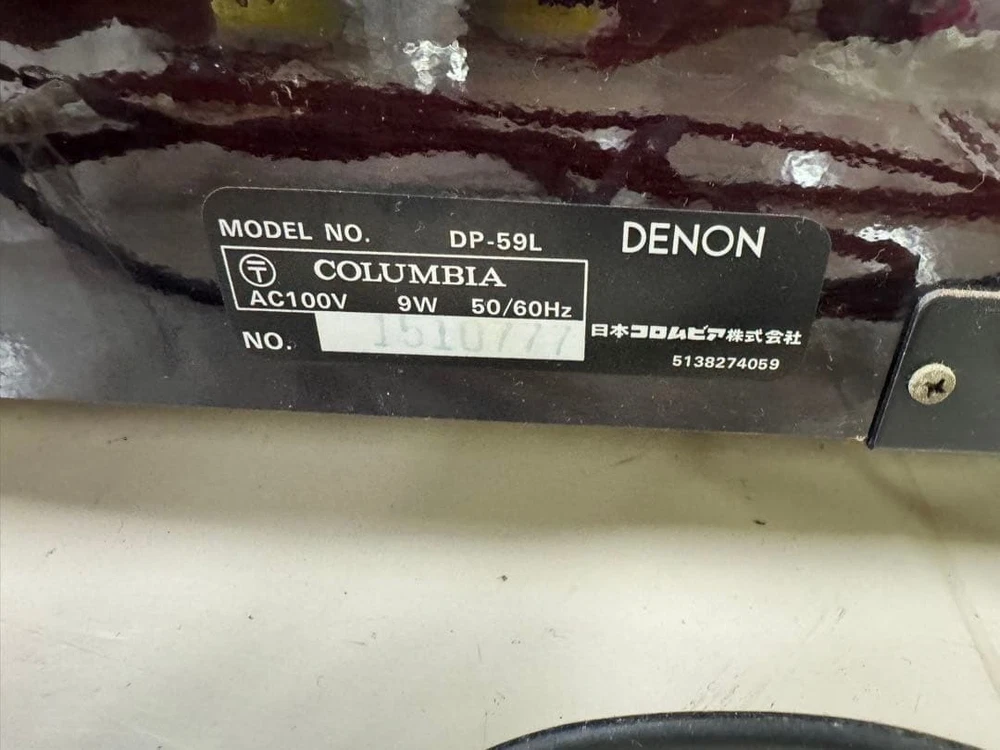 MODEL NO. DP-59L DENON
〒 COLUMBIA
AC100V 9W 50/60Hz
NO. 1510777 日本コロムビア株式会社
5138274059